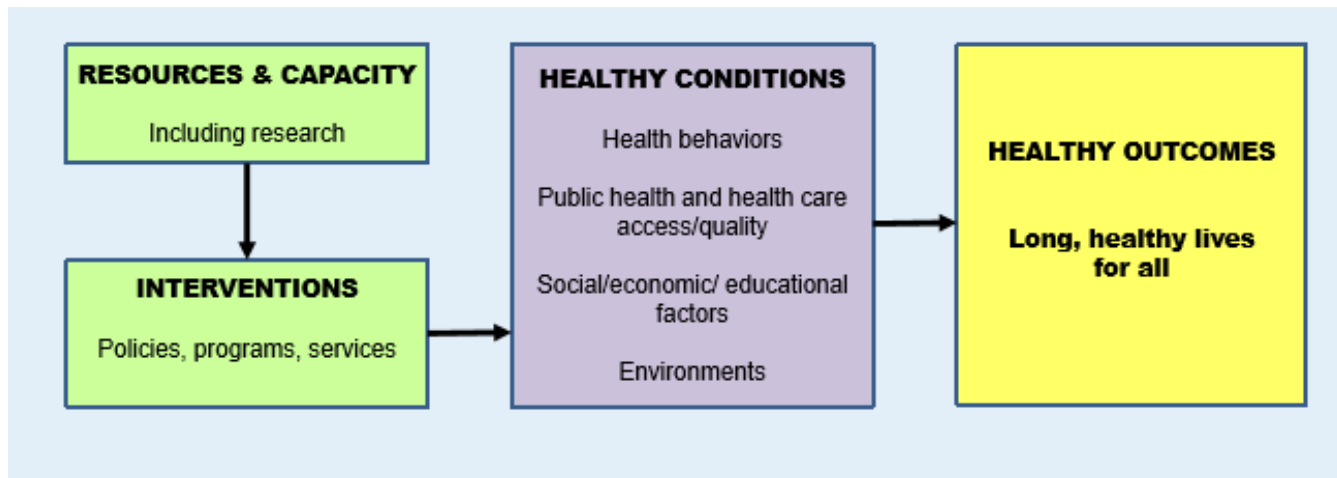 RESOURCES & CAPACITY
Including research
INTERVENTIONS
Policies, programs, services
HEALTHY CONDITIONS
Health behaviors
Public health and health care
access/quality
Social/economic/ educational
factors
Environments
HEALTHY OUTCOMES
Long, healthy lives
for all